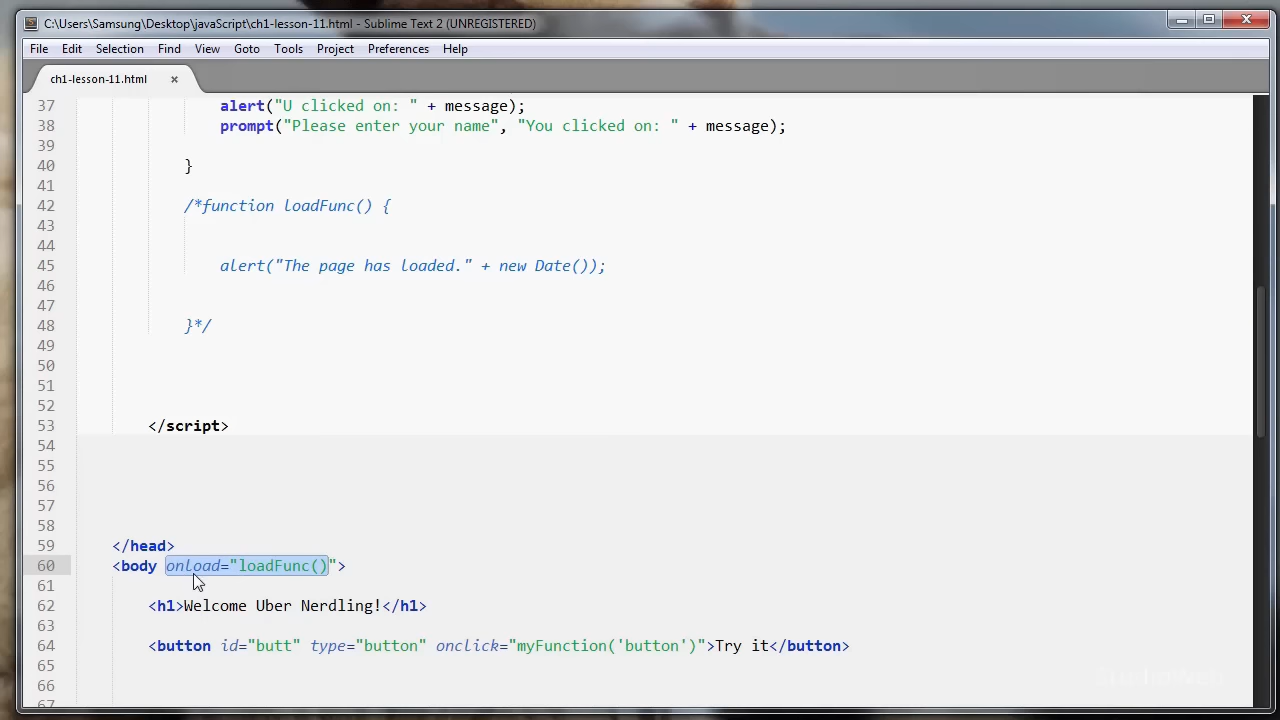 C:\Users\Samsung\Desktop\javaScript\ch1-lesson-11.html - Sublime Text 2 (UNREGISTERED)
File Edit Selection Find View Goto Tools Project Preferences Help
ch1-lesson-11.html ×
37 alert("U clicked on: " + message);
38 prompt("Please enter your name", "You clicked on: " + message);
39
40 }
41
42 /*function loadFunc() {
43
44
45 alert("The page has loaded." + new Date());
46
47
48 }*/
49
50
51
52
53 </script>
54
55
56
57
58
59 </head>
60 <body onload="loadFunc()">
61
62 <h1>Welcome Uber Nerdling!</h1>
63
64 <button id="butt" type="button" onclick="myFunction('button')">Try it</button>
65
66
67
StudioWeb